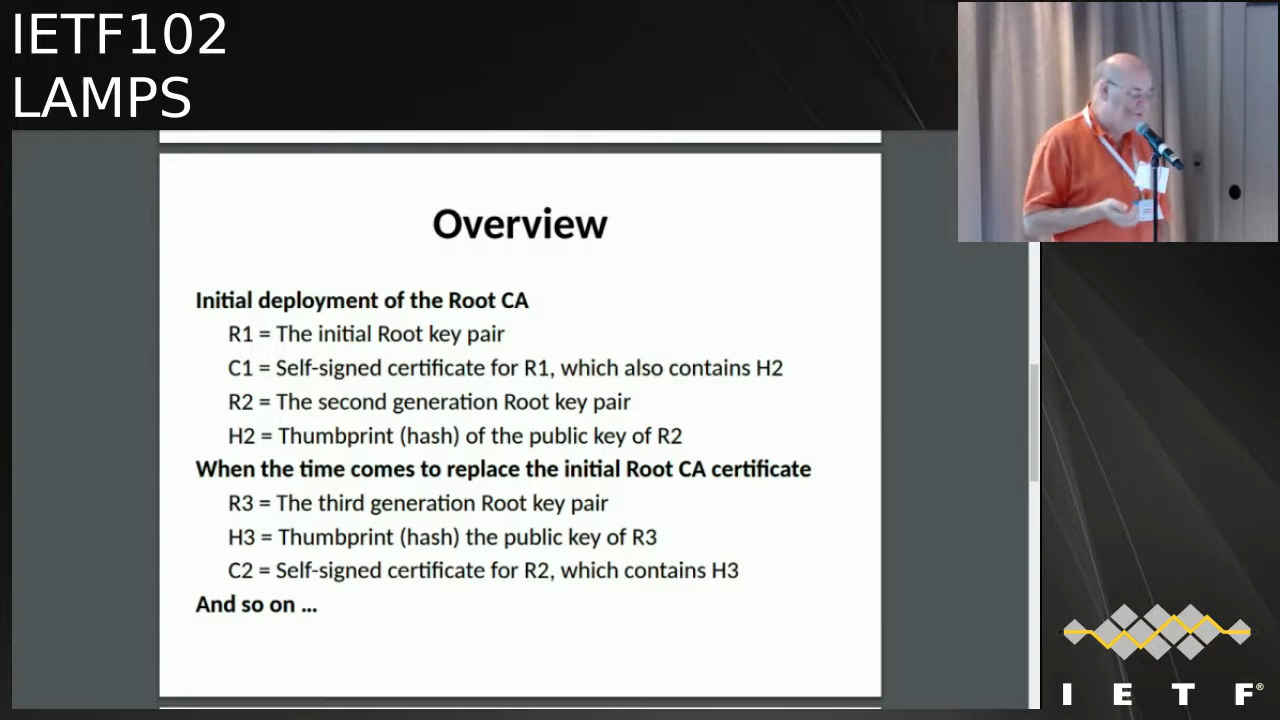 IETF102
LAMPS
Overview
Initial deployment of the Root CA
R1 = The initial Root key pair
C1 = Self-signed certificate for R1, which also contains H2
R2 = The second generation Root key pair
H2 = Thumbprint (hash) of the public key of R2
When the time comes to replace the initial Root CA certificate
R3 = The third generation Root key pair
H3 = Thumbprint (hash) the public key of R3
C2 = Self-signed certificate for R2, which contains H3
And so on ...
I E T F®